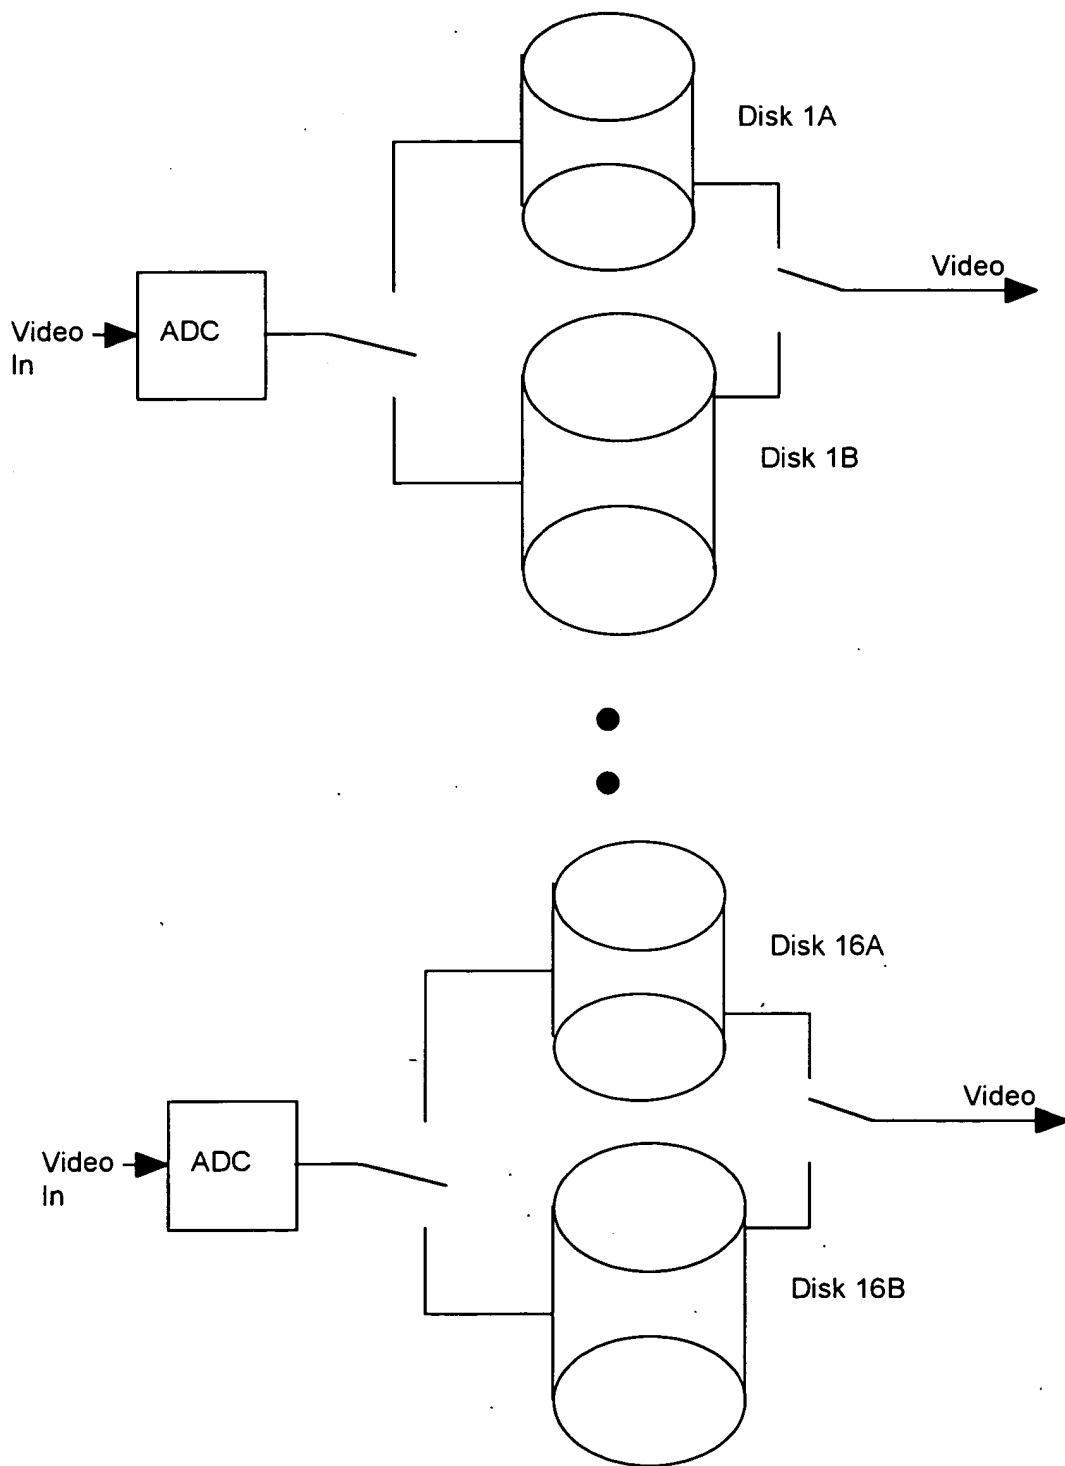 Disk 1A
Video
Video
In
ADC
Disk 1B
Disk 16A
Video
Video
In
ADC
Disk 16B